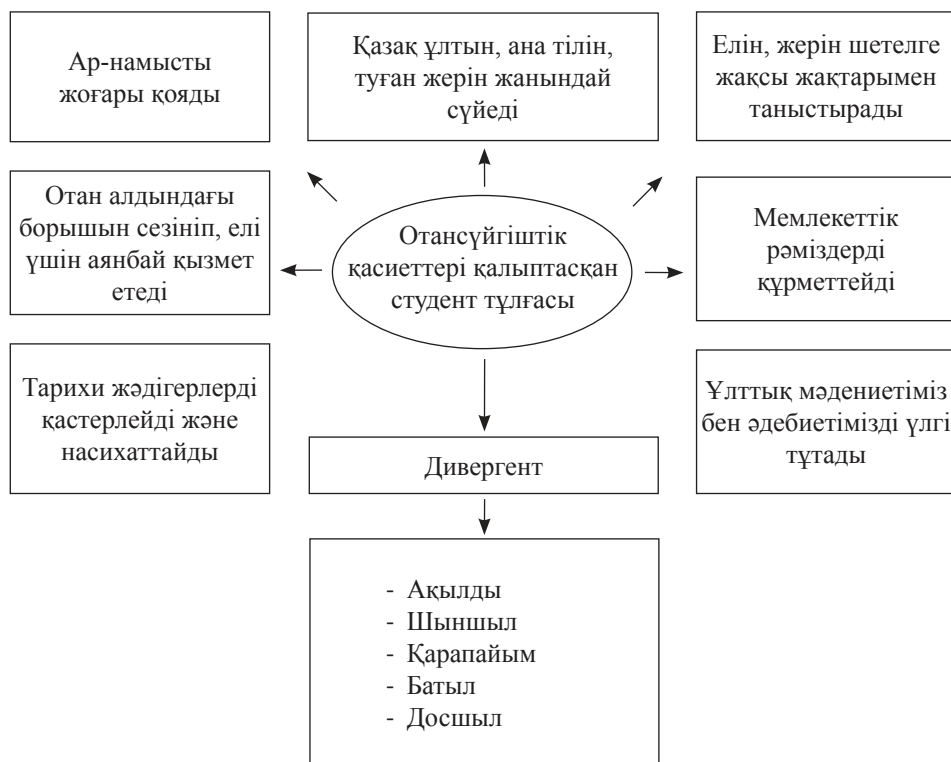 Ар-намысты
жоғары қояды
Қазақ ұлтын, ана тілін,
туған жерін жанындай
сүйеді
Елін, жерін шетелге
жақсы жақтарымен
таныстырады
Отан алдындағы
борышын сезініп, елі
үшін аянбай қызмет
етеді
Отансүйгіштік
қасиеттері қалыптасқан
студент тұлғасы
Мемлекеттік
рәміздерді
құрметтейді
Тарихи жәдігерлерді
қастерлейді және
насихаттайды
Дивергент
Ұлттық мәдениетіміз
бен әдебиетімізді үлгі
тұтады
- Ақылды
- Шыншыл
- Қарапайым
- Батыл
- Досшыл